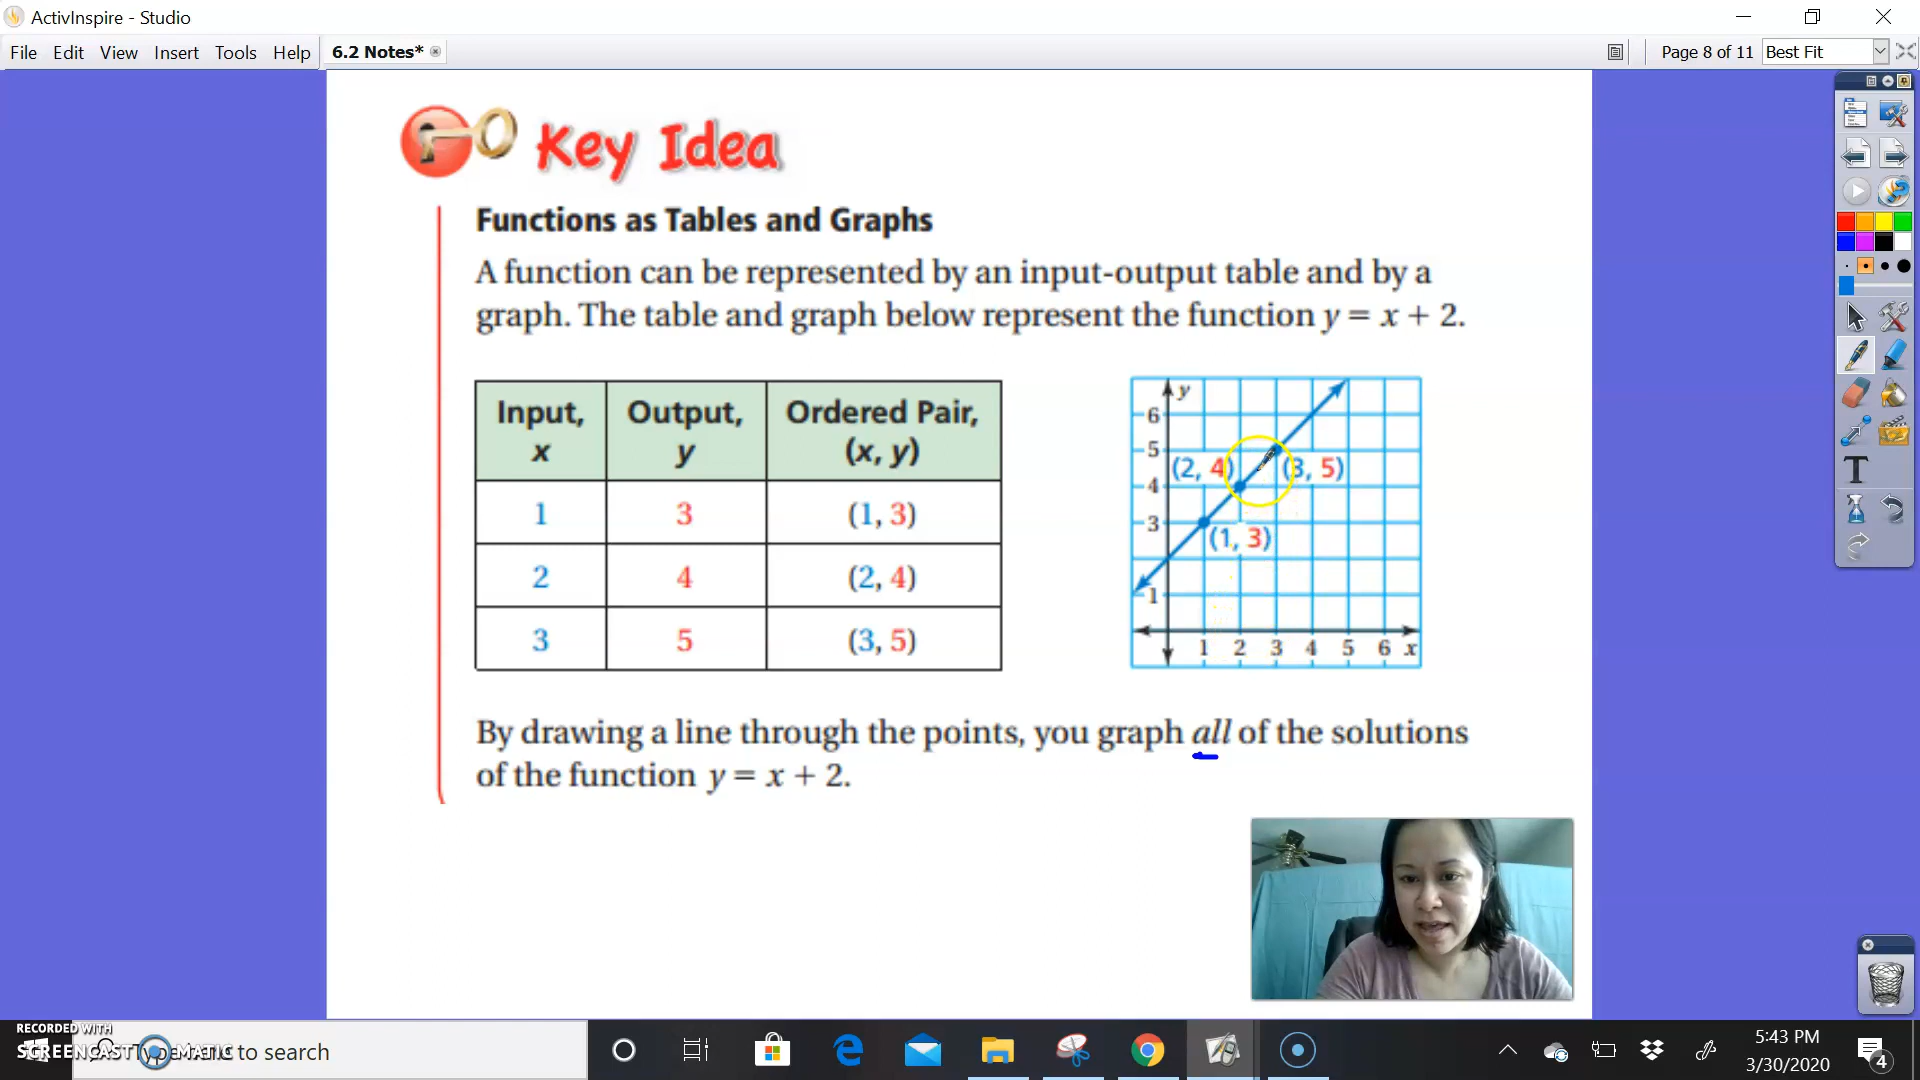 ActivInspire - Studio
File Edit View Insert Tools Help
6.2 Notes*
Page 8 of 11
Best Fit
Key Idea
Functions as Tables and Graphs
A function can be represented by an input-output table and by a
graph. The table and graph below represent the function y = x + 2.
Input, x Output, y Ordered Pair, (x, y)
1 3 (1, 3)
2 4 (2, 4)
3 5 (3, 5)
y
6
5
(2, 4) (3, 5)
4
3
(1, 3)
1
1 2 3 4 5 6 x
By drawing a line through the points, you graph all of the solutions
of the function y = x + 2.
T
RECORDED WITH
SCREENCAST MATIC
to search
5:43 PM
3/30/2020
4